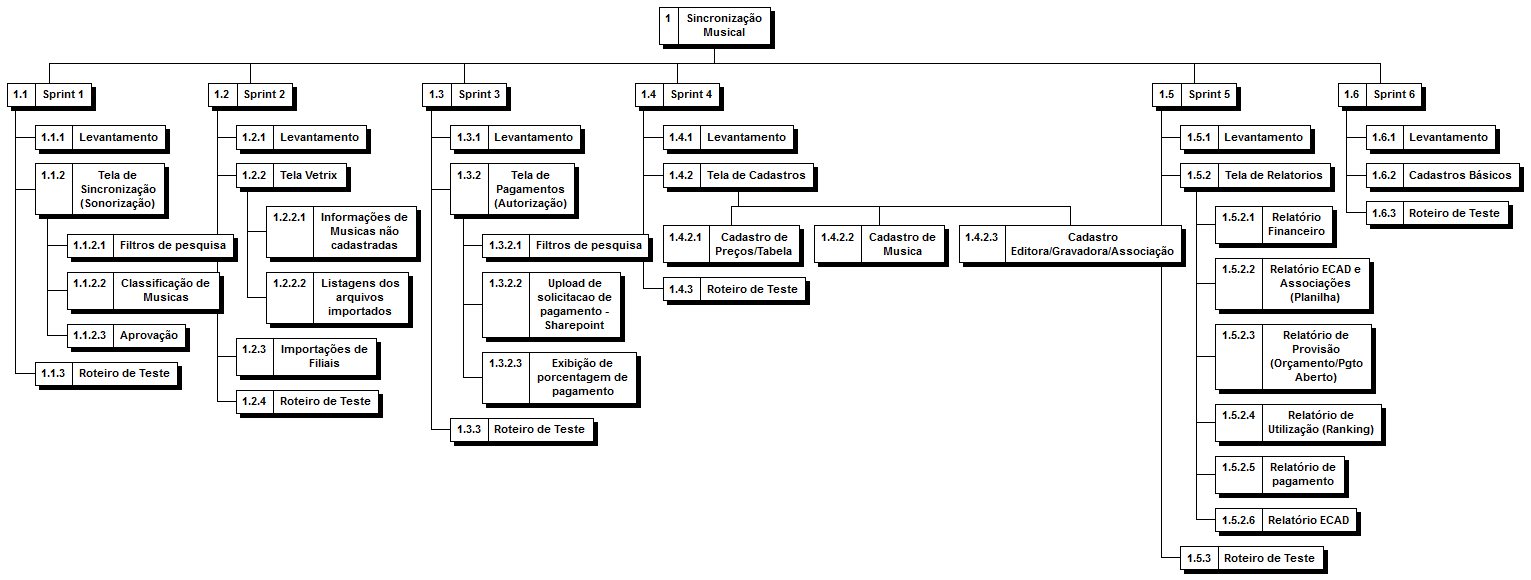 1 Sincronização
Musical
1.1 Sprint 1
1.1.1 Levantamento
1.1.2 Tela de
Sincronização
(Sonorização)
1.1.2.1 Filtros de pesquisa
1.1.2.2 Classificação de
Musicas
1.1.2.3 Aprovação
1.1.3 Roteiro de Teste
1.2 Sprint 2
1.2.1 Levantamento
1.2.2 Tela Vetrix
1.2.2.1 Informações de
Musicas não
cadastradas
1.2.2.2 Listagens dos
arquivos
importados
1.2.3 Importações de
Filiais
1.2.4 Roteiro de Teste
1.3 Sprint 3
1.3.1 Levantamento
1.3.2 Tela de
Pagamentos
(Autorização)
1.3.2.1 Filtros de pesquisa
1.3.2.2 Upload de
solicitacao de
pagamento -
Sharepoint
1.3.2.3 Exibição de
porcentagem de
pagamento
1.3.3 Roteiro de Teste
1.4 Sprint 4
1.4.1 Levantamento
1.4.2 Tela de Cadastros
1.4.2.1 Cadastro de
Preços/Tabela
1.4.2.2 Cadastro de
Musica
1.4.2.3 Cadastro
Editora/Gravadora/Associação
1.4.3 Roteiro de Teste
1.5 Sprint 5
1.5.1 Levantamento
1.5.2 Tela de Relatorios
1.5.2.1 Relatório
Financeiro
1.5.2.2 Relatório ECAD e
Associações
(Planilha)
1.5.2.3 Relatório de
Provisão
(Orçamento/Pgto
Aberto)
1.5.2.4 Relatório de
Utilização (Ranking)
1.5.2.5 Relatório de
pagamento
1.5.2.6 Relatório ECAD
1.5.3 Roteiro de Teste
1.6 Sprint 6
1.6.1 Levantamento
1.6.2 Cadastros Básicos
1.6.3 Roteiro de Teste